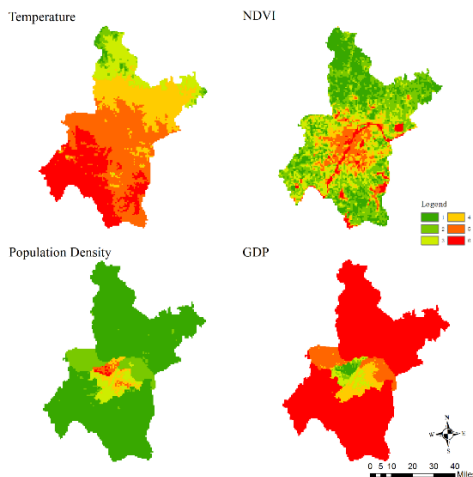 Temperature
NDVI
Legend
1 4
2 5
3 6
Population Density
GDP
N
W E
S
0 5 10 20 30 40
Miles